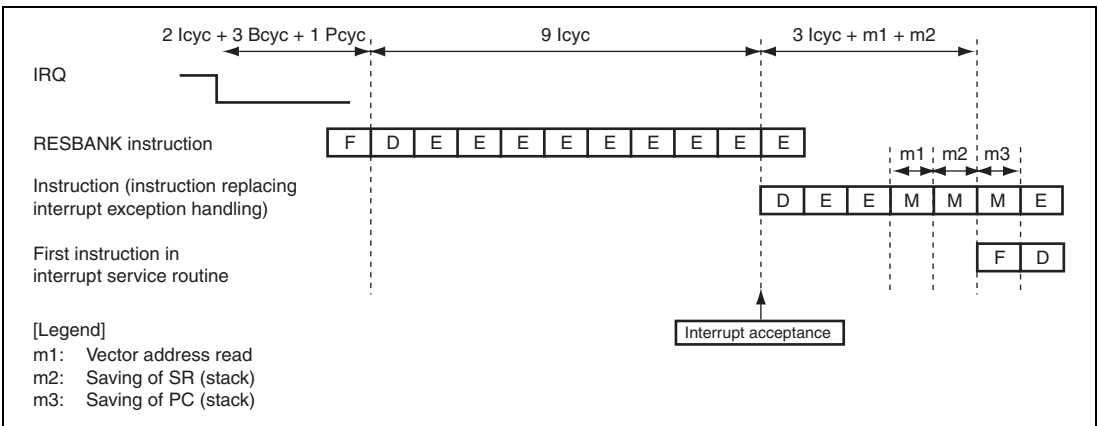 2 Icyc + 3 Bcyc + 1 Pcyc 9 Icyc 3 Icyc + m1 + m2
IRQ
RESBANK instruction F D E E E E E E E E E
m1 m2 m3
Instruction (instruction replacing
interrupt exception handling) D E E M M M E
First instruction in
interrupt service routine F D
Interrupt acceptance
[Legend]
m1: Vector address read
m2: Saving of SR (stack)
m3: Saving of PC (stack)